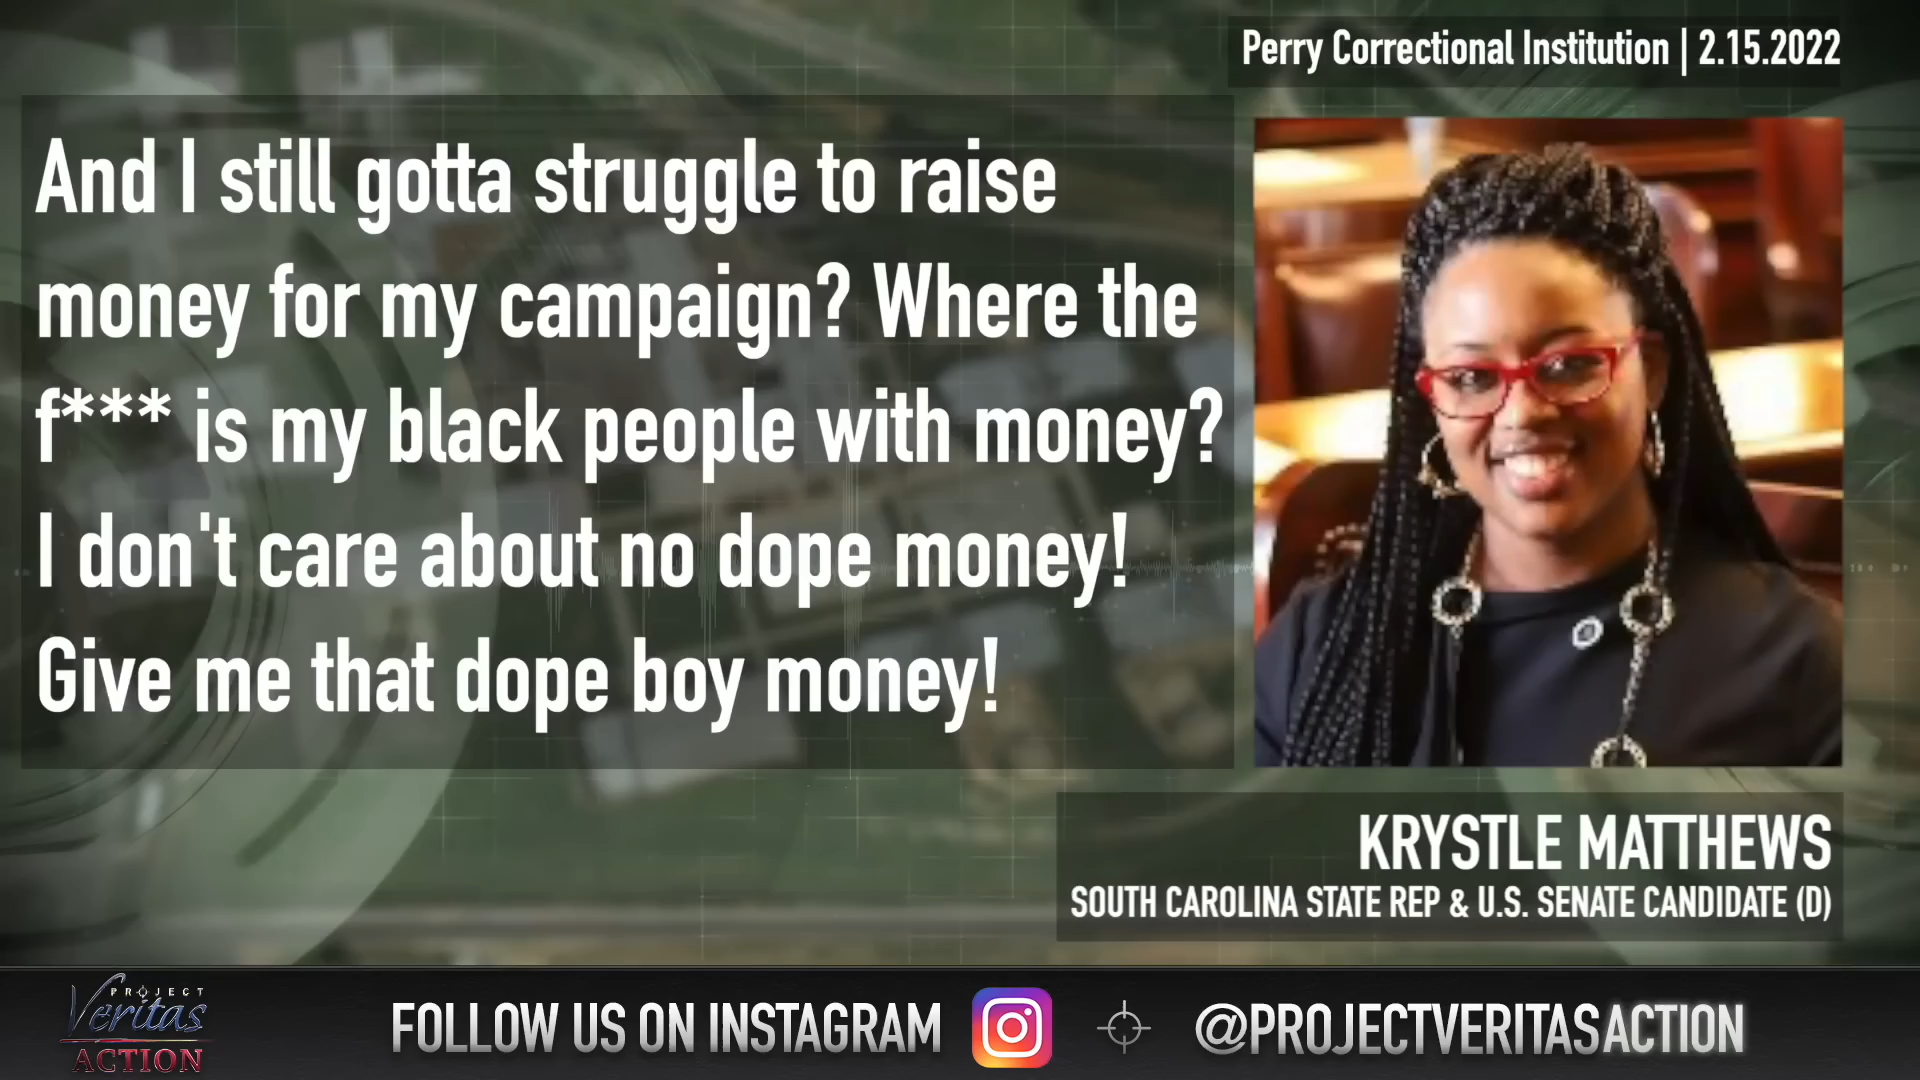 Perry Correctional Institution | 2.15.2022
And I still gotta struggle to raise
money for my campaign? Where the
f*** is my black people with money?
I don't care about no dope money!
Give me that dope boy money!
KRYSTLE MATTHEWS
SOUTH CAROLINA STATE REP & U.S. SENATE CANDIDATE (D)
PROJECT
Veritas
ACTION
FOLLOW US ON INSTAGRAM @PROJECTVERITASACTION